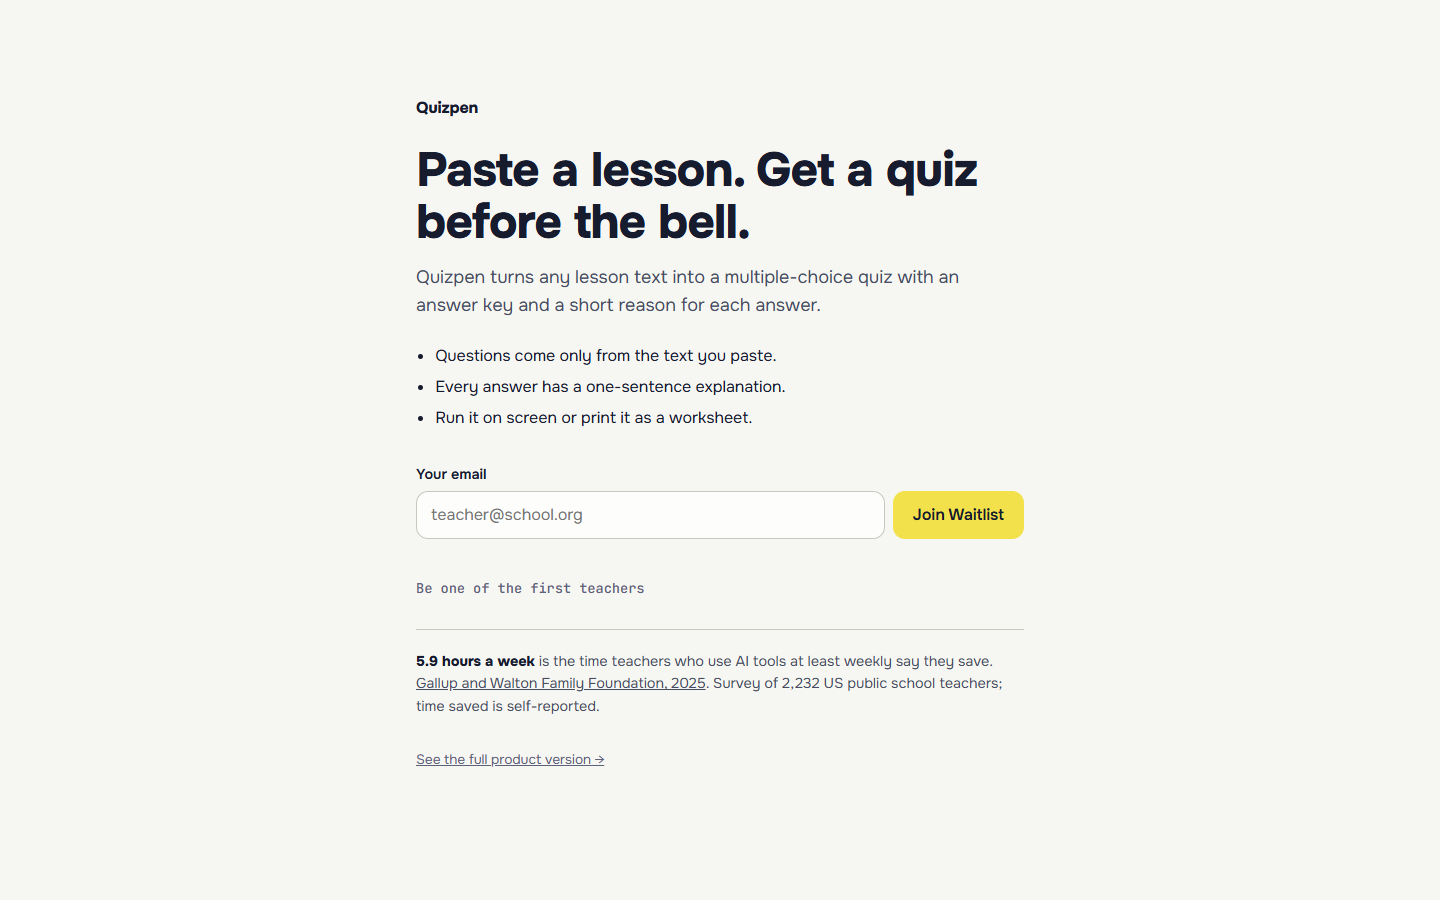 Quizpen
Paste a lesson. Get a quiz
before the bell.
Quizpen turns any lesson text into a multiple-choice quiz with an
answer key and a short reason for each answer.
• Questions come only from the text you paste.
• Every answer has a one-sentence explanation.
• Run it on screen or print it as a worksheet.
Your email
teacher@school.org
Join Waitlist
Be one of the first teachers
5.9 hours a week is the time teachers who use AI tools at least weekly say they save.
Gallup and Walton Family Foundation, 2025. Survey of 2,232 US public school teachers;
time saved is self-reported.
See the full product version →